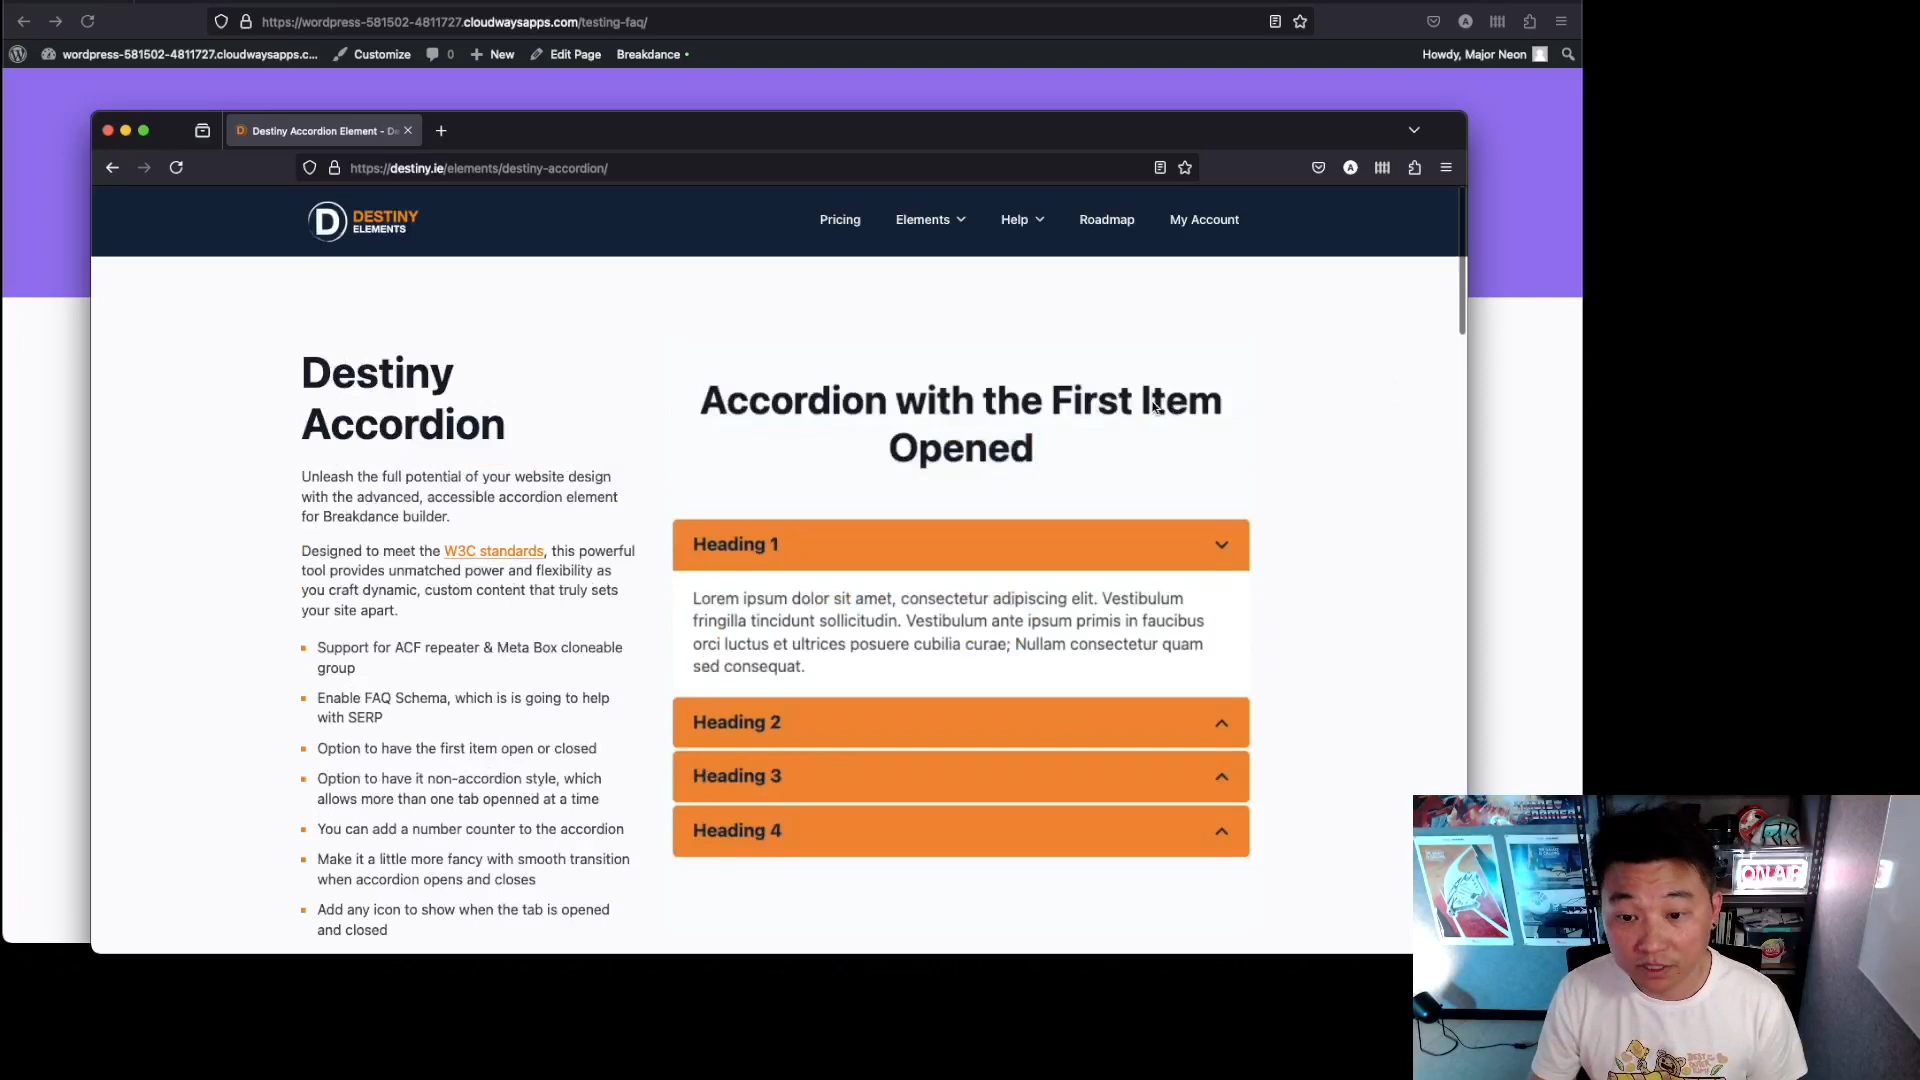 https://wordpress-581502-4811727.cloudwaysapps.com/testing-faq/
wordpress-581502-4811727.cloudwaysapps.c...
Customize
0
New
Edit Page
Breakdance
Howdy, Major Neon
Destiny Accordion Element - De
https://destiny.ie/elements/destiny-accordion/
DESTINY
ELEMENTS
Pricing
Elements
Help
Roadmap
My Account
Destiny
Accordion
Unleash the full potential of your website design
with the advanced, accessible accordion element
for Breakdance builder.
Designed to meet the W3C standards, this powerful
tool provides unmatched power and flexibility as
you craft dynamic, custom content that truly sets
your site apart.
Support for ACF repeater & Meta Box cloneable
group
Enable FAQ Schema, which is is going to help
with SERP
Option to have the first item open or closed
Option to have it non-accordion style, which
allows more than one tab openned at a time
You can add a number counter to the accordion
Make it a little more fancy with smooth transition
when accordion opens and closes
Add any icon to show when the tab is opened
and closed
Accordion with the First Item
Opened
Heading 1
Lorem ipsum dolor sit amet, consectetur adipiscing elit. Vestibulum
fringilla tincidunt sollicitudin. Vestibulum ante ipsum primis in faucibus
orci luctus et ultrices posuere cubilia curae; Nullam consectetur quam
sed consequat.
Heading 2
Heading 3
Heading 4
ON AIR